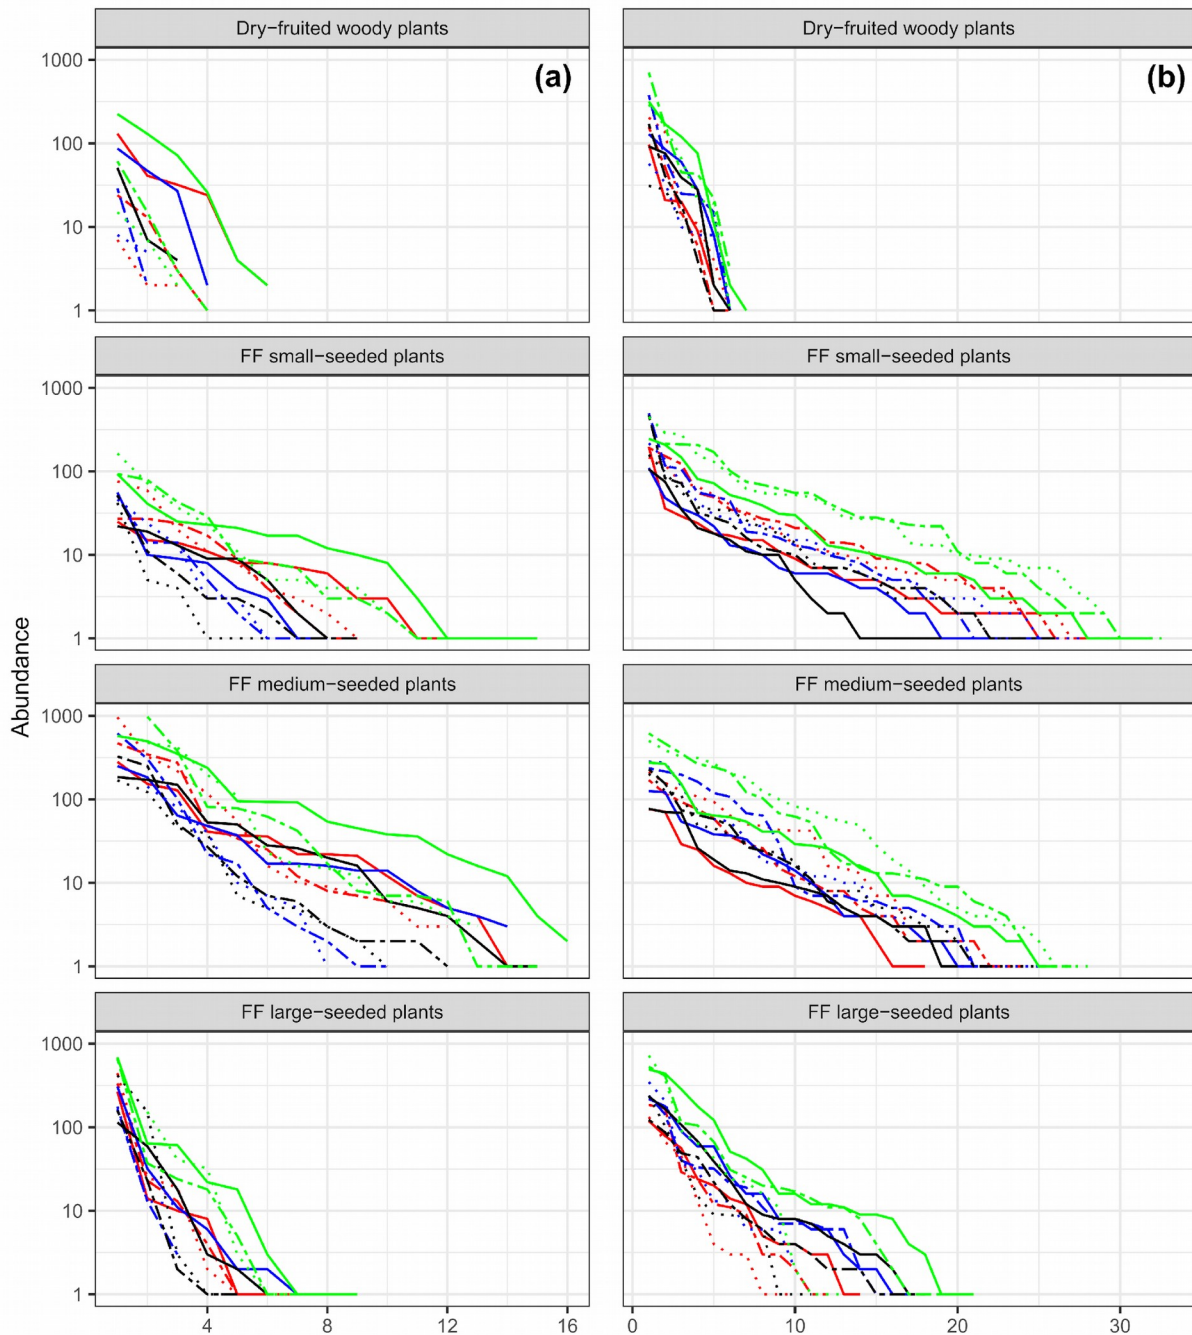 Dry−fruited woody plants
Dry−fruited woody plants
(a)
(b)
1000
100
10
1
FF small−seeded plants
FF small−seeded plants
1000
100
10
1
Abundance
FF medium−seeded plants
FF medium−seeded plants
1000
100
10
1
FF large−seeded plants
FF large−seeded plants
1000
100
10
1
4 8 12 16 0 10 20 30